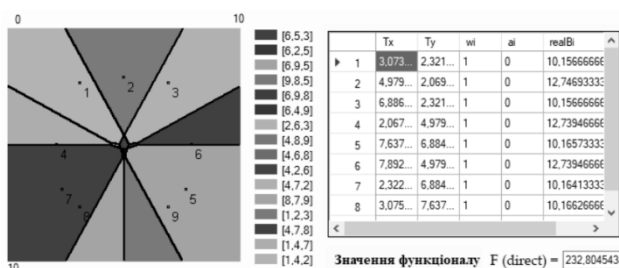 0 10
1 2 3
4 6
7 8 5
9
10
[6,5,3]
[6,2,5]
[6,9,5]
[9,8,5]
[6,9,8]
[6,4,9]
[2,6,3]
[4,8,9]
[4,6,8]
[4,2,6]
[4,7,2]
[8,7,9]
[1,2,3]
[4,7,8]
[1,4,7]
[1,4,2]
Tx Ty wi ai realBi
1 3,073... 2,321... 1 0 10,15666666
2 4,979... 2,069... 1 0 12,74693333
3 6,886... 2,321... 1 0 10,15666666
4 2,067... 4,979... 1 0 12,73946666
5 7,637... 6,884... 1 0 10,16573333
6 7,892... 4,979... 1 0 12,73946666
7 2,322... 6,884... 1 0 10,16413333
8 3,075... 7,637... 1 0 10,16626666
Значення функціоналу F (direct) = 232,804543